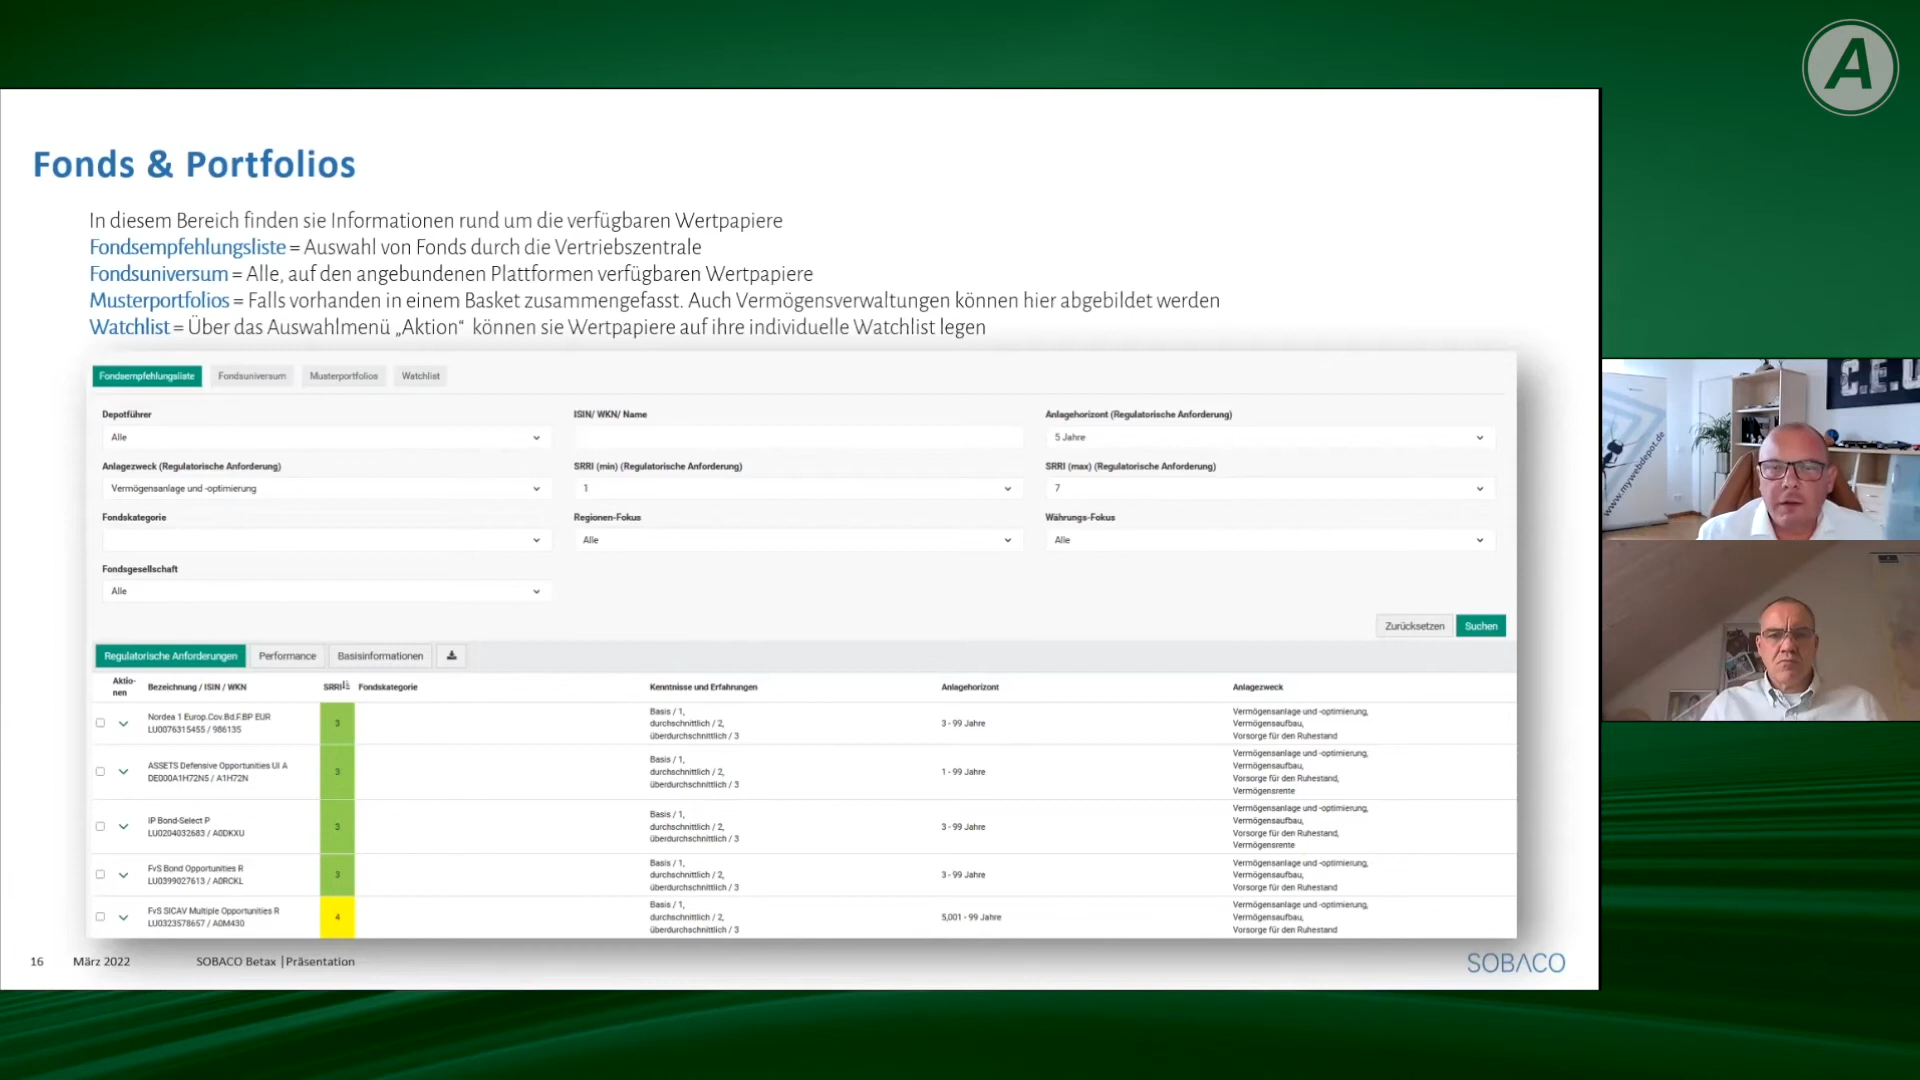 A
Fonds & Portfolios
In diesem Bereich finden sie Informationen rund um die verfügbaren Wertpapiere
Fondsempfehlungsliste = Auswahl von Fonds durch die Vertriebszentrale
Fondsuniversum = Alle, auf den angebundenen Plattformen verfügbaren Wertpapiere
Musterportfolios = Falls vorhanden in einem Basket zusammengefasst. Auch Vermögensverwaltungen können hier abgebildet werden
Watchlist = Über das Auswahlmenü „Aktion“ können sie Wertpapiere auf ihre individuelle Watchlist legen
Fondsempfehlungsliste Fondsuniversum Musterportfolios Watchlist
Depotführer ISIN/ WKN/ Name Anlagehorizont (Regulatorische Anforderung)
Alle 5 Jahre
Anlagezweck (Regulatorische Anforderung) SRRI (min) (Regulatorische Anforderung) SRRI (max) (Regulatorische Anforderung)
Vermögensanlage und -optimierung 1 7
Fondskategorie Regionen-Fokus Währungs-Fokus
Alle Alle
Fondsgesellschaft
Alle
Zurücksetzen Suchen
Regulatorische Anforderungen Performance Basisinformationen
Aktio-
nen Bezeichnung / ISIN / WKN SRRI Fondskategorie Kenntnisse und Erfahrungen Anlagehorizont Anlagezweck
Nordea 1 Europ.Cov.Bd.F.BP EUR
LU0076315455 / 986135
3
Basis / 1,
durchschnittlich / 2,
überdurchschnittlich / 3
3 - 99 Jahre
Vermögensanlage und -optimierung,
Vermögensaufbau,
Vorsorge für den Ruhestand
ASSETS Defensive Opportunities UI A
DE000A1H72N5 / A1H72N
3
Basis / 1,
durchschnittlich / 2,
überdurchschnittlich / 3
1 - 99 Jahre
Vermögensanlage und -optimierung,
Vermögensaufbau,
Vorsorge für den Ruhestand,
Vermögensrente
IP Bond-Select P
LU0204032683 / A0DKXU
3
Basis / 1,
durchschnittlich / 2,
überdurchschnittlich / 3
3 - 99 Jahre
Vermögensanlage und -optimierung,
Vermögensaufbau,
Vorsorge für den Ruhestand,
Vermögensrente
FvS Bond Opportunities R
LU0399027613 / A0RCKL
3
Basis / 1,
durchschnittlich / 2,
überdurchschnittlich / 3
3 - 99 Jahre
Vermögensanlage und -optimierung,
Vermögensaufbau,
Vorsorge für den Ruhestand
FvS SICAV Multiple Opportunities R
LU0323578657 / A0M430
4
Basis / 1,
durchschnittlich / 2,
überdurchschnittlich / 3
5,001 - 99 Jahre
Vermögensanlage und -optimierung,
Vermögensaufbau,
Vorsorge für den Ruhestand
16 März 2022 SOBACO Betax | Präsentation
SOBACO
www.mywebdepot.de
C.E.O